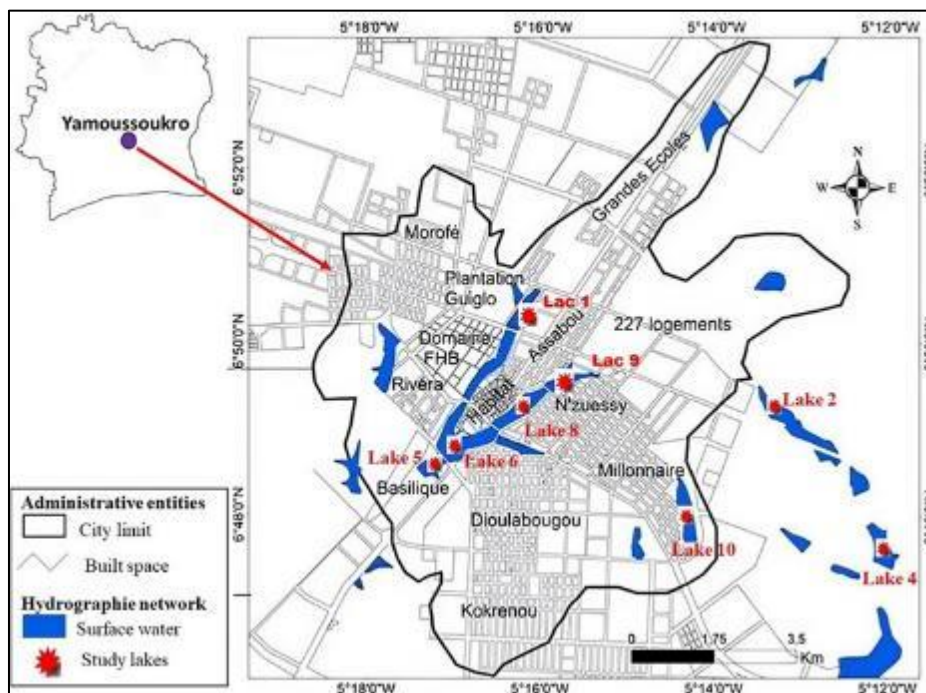 5°18'0"W
5°16'0"W
5°14'0"W
5°12'0"W
Yamoussoukro
6°52'0"N
6°50'0"N
6°48'0"N
N
W
E
S
Grandes Ecoles
Morofé
Plantation
Guiglo
Lac 1
Assabou
227 logements
Domaine
FHB
Lac 9
Rivéra
Habitat
N'zuessy
Lake 2
Lake 8
Lake 5
Lake 6
Basilique
Millonnaire
Dioulabougou
Lake 10
Lake 4
Kokrenou
Administrative entities
City limit
Built space
Hydrographie network
Surface water
Study lakes
0
1.75
3.5
Km
5°18'0"W
5°16'0"W
5°14'0"W
5°12'0"W